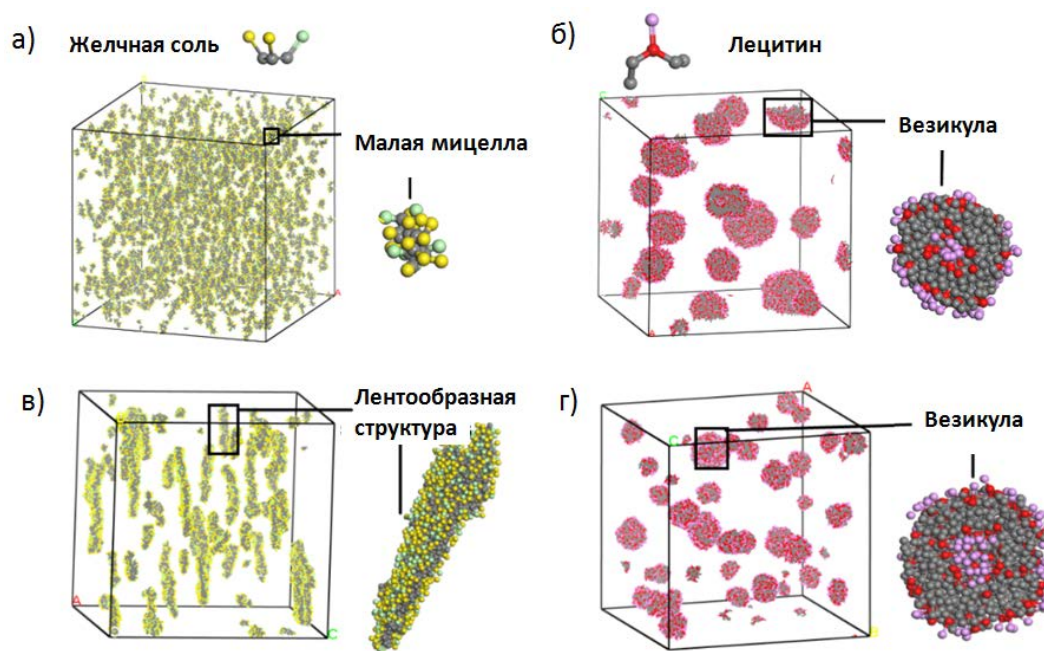 а)
Желчная соль
Малая мицелла
б)
Лецитин
Везикула
в)
Лентообразная
структура
г)
Везикула
A
C
A
A
C
A
C